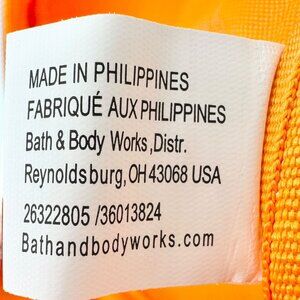 MADE IN PHILIPPINES
FABRIQUÉ AUX PHILIPPINES
Bath & Body Works, Distr.
Reynoldsburg, OH 43068 USA
26322805 /36013824
Bathandbodyworks.com